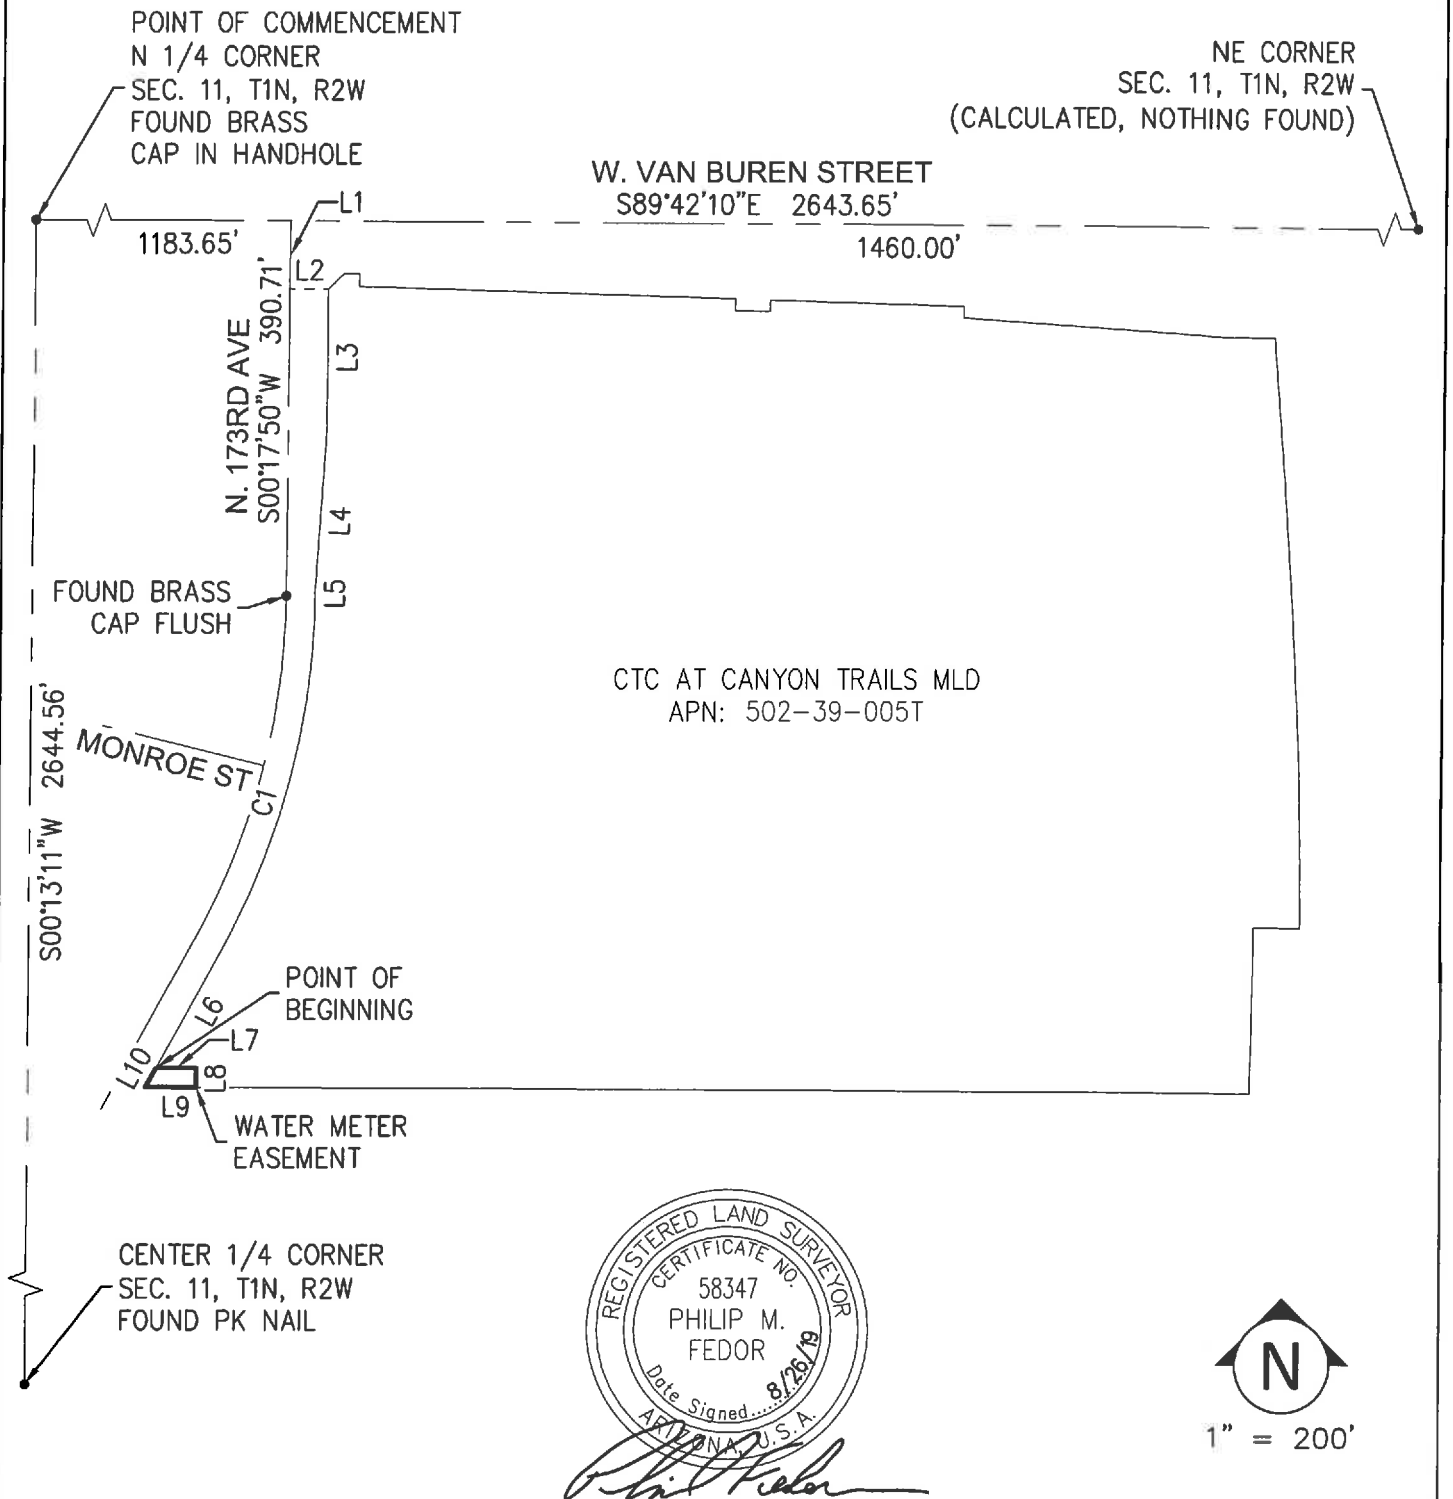 POINT OF COMMENCEMENT
N 1/4 CORNER
SEC. 11, T1N, R2W
FOUND BRASS
CAP IN HANDHOLE
NE CORNER
SEC. 11, T1N, R2W
(CALCULATED, NOTHING FOUND)
W. VAN BUREN STREET
S89°42'10"E 2643.65'
L1
1183.65'
1460.00'
L2
N. 173RD AVE
S00°17'50"W 390.71'
L3
L4
L5
FOUND BRASS
CAP FLUSH
CTC AT CANYON TRAILS MLD
APN: 502-39-005T
S00°13'11"W 2644.56'
MONROE ST
C1
POINT OF
BEGINNING
L6
L7
L10
L8
L9
WATER METER
EASEMENT
CENTER 1/4 CORNER
SEC. 11, T1N, R2W
FOUND PK NAIL
REGISTERED LAND SURVEYOR
CERTIFICATE NO.
58347
PHILIP M.
FEDOR
Date Signed.....8/26/19
ARIZONA, U.S.A.
N
1" = 200'